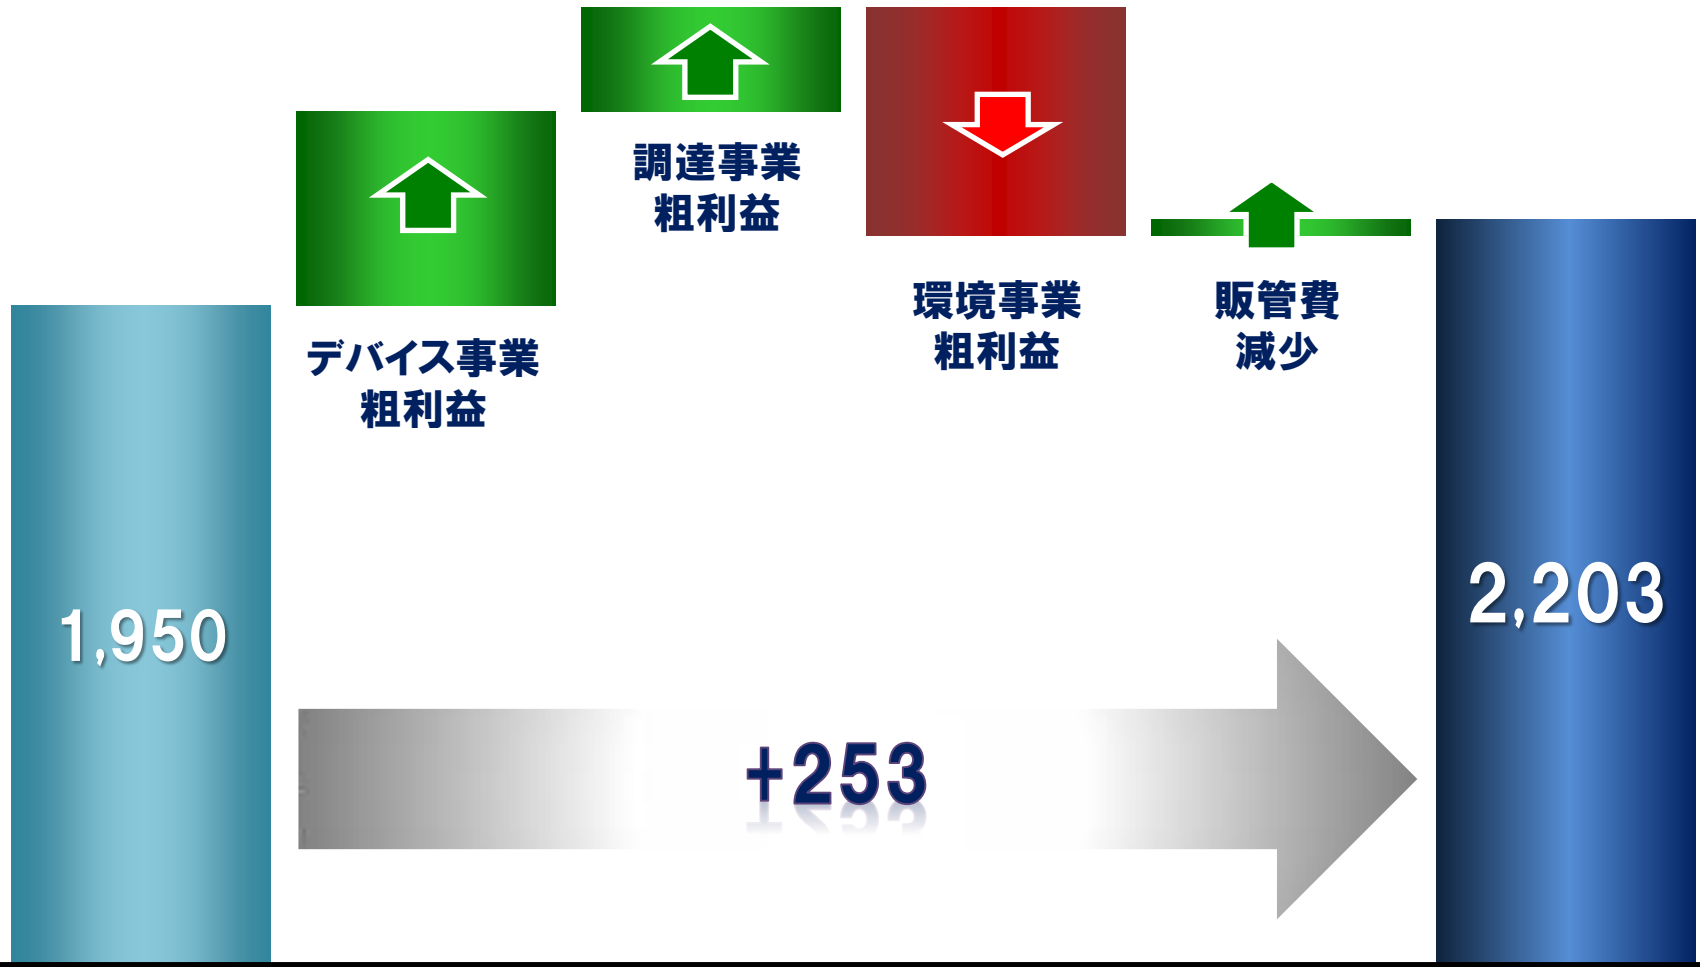 調達事業
粗利益
環境事業
粗利益
販管費
減少
デバイス事業
粗利益
1,950
2,203
+253